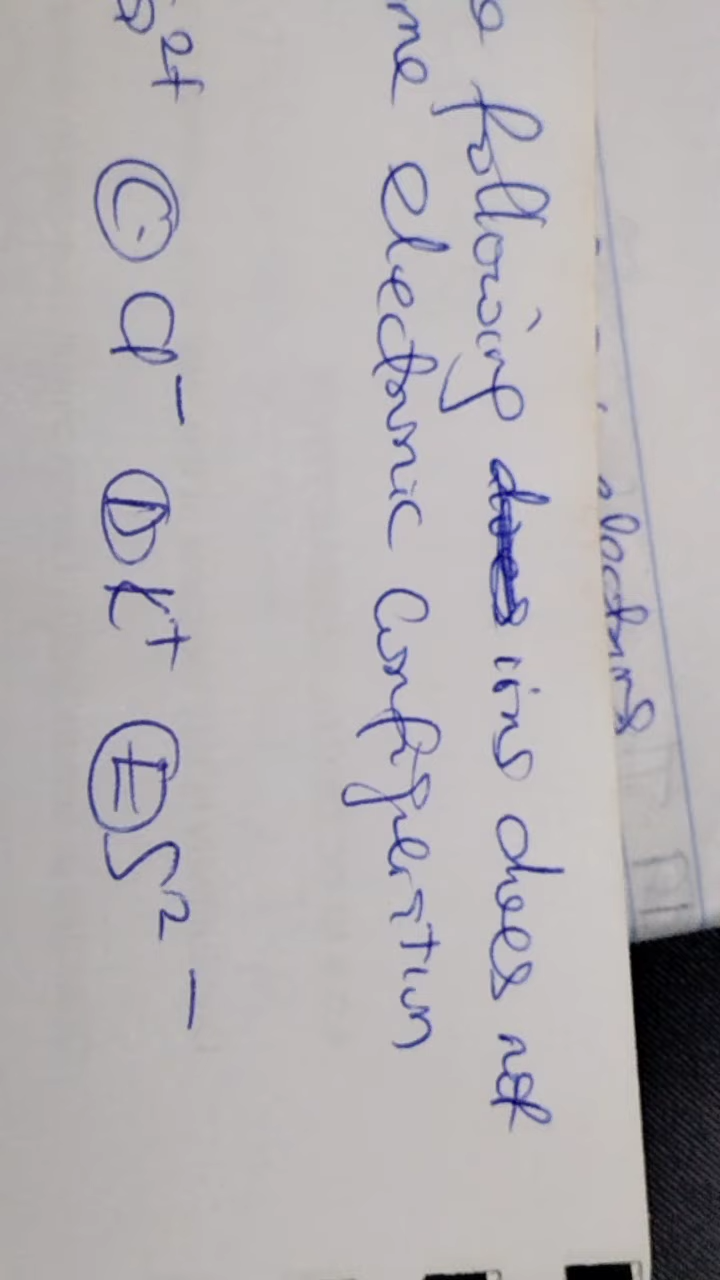 electrons
following ions does not
me electronic configuration
2+ C. Cl⁻ D K⁺ E S²⁻